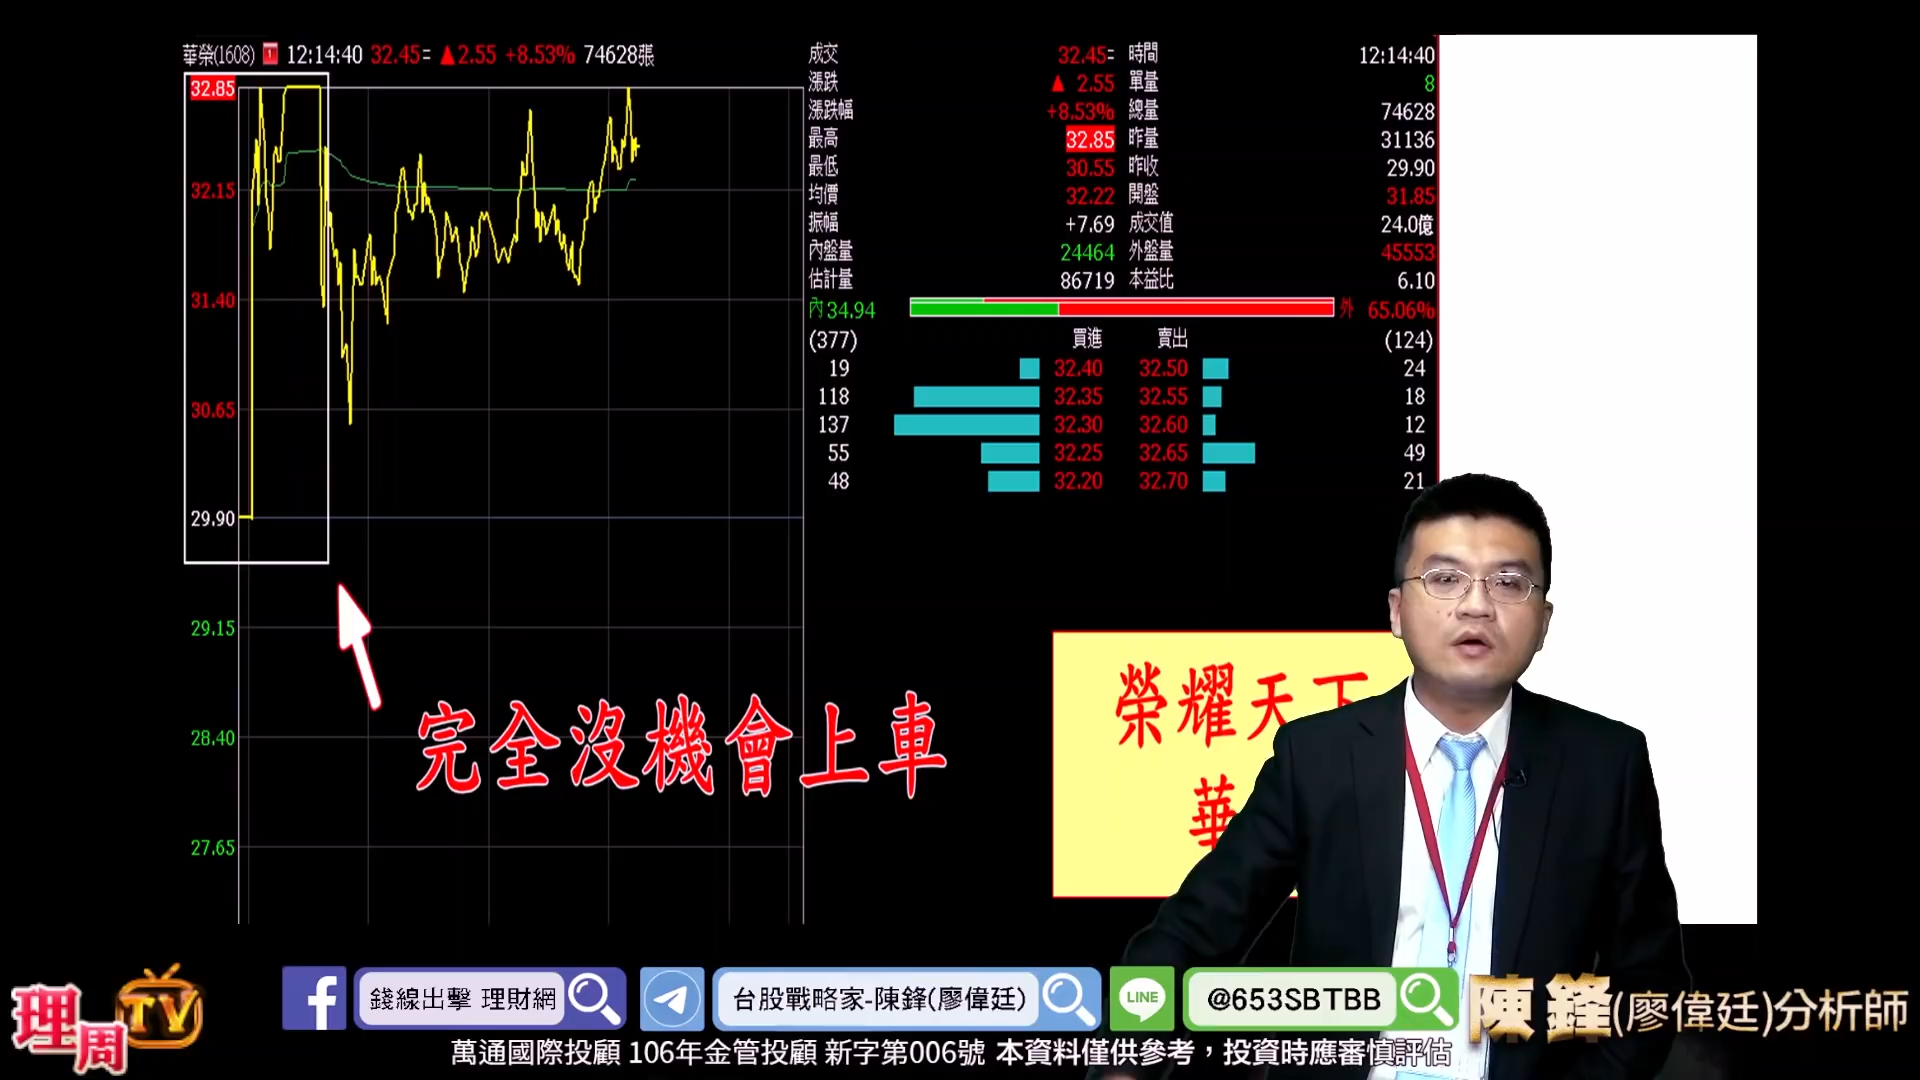 華榮(1608) 1 12:14:40 32.45= ▲2.55 +8.53% 74628張
32.85
32.15
31.40
30.65
29.90
29.15
28.40
27.65
成交 32.45= 時間 12:14:40
漲跌 ▲ 2.55 單量 8
漲跌幅 +8.53% 總量 74628
最高 32.85 昨量 31136
最低 30.55 昨收 29.90
均價 32.22 開盤 31.85
振幅 +7.69 成交值 24.0億
內盤量 24464 外盤量 45553
估計量 86719 本益比 6.10
內34.94 外 65.06%
(377) 買進 賣出 (124)
19 32.40 32.50 24
118 32.35 32.55 18
137 32.30 32.60 12
55 32.25 32.65 49
48 32.20 32.70 21
完全沒機會上車
榮耀天下
華
理周TV
f 錢線出擊 理財網
台股戰略家-陳鋒(廖偉廷)
LINE @653SBTBB
陳鋒(廖偉廷)分析師
萬通國際投顧 106年金管投顧 新字第006號 本資料僅供參考，投資時應審慎評估